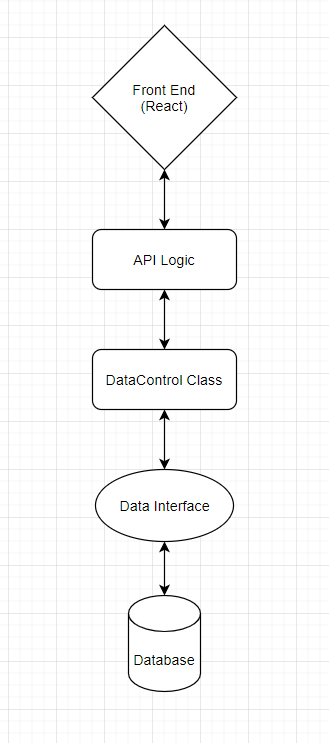 Front End
(React)
API Logic
DataControl Class
Data Interface
Database